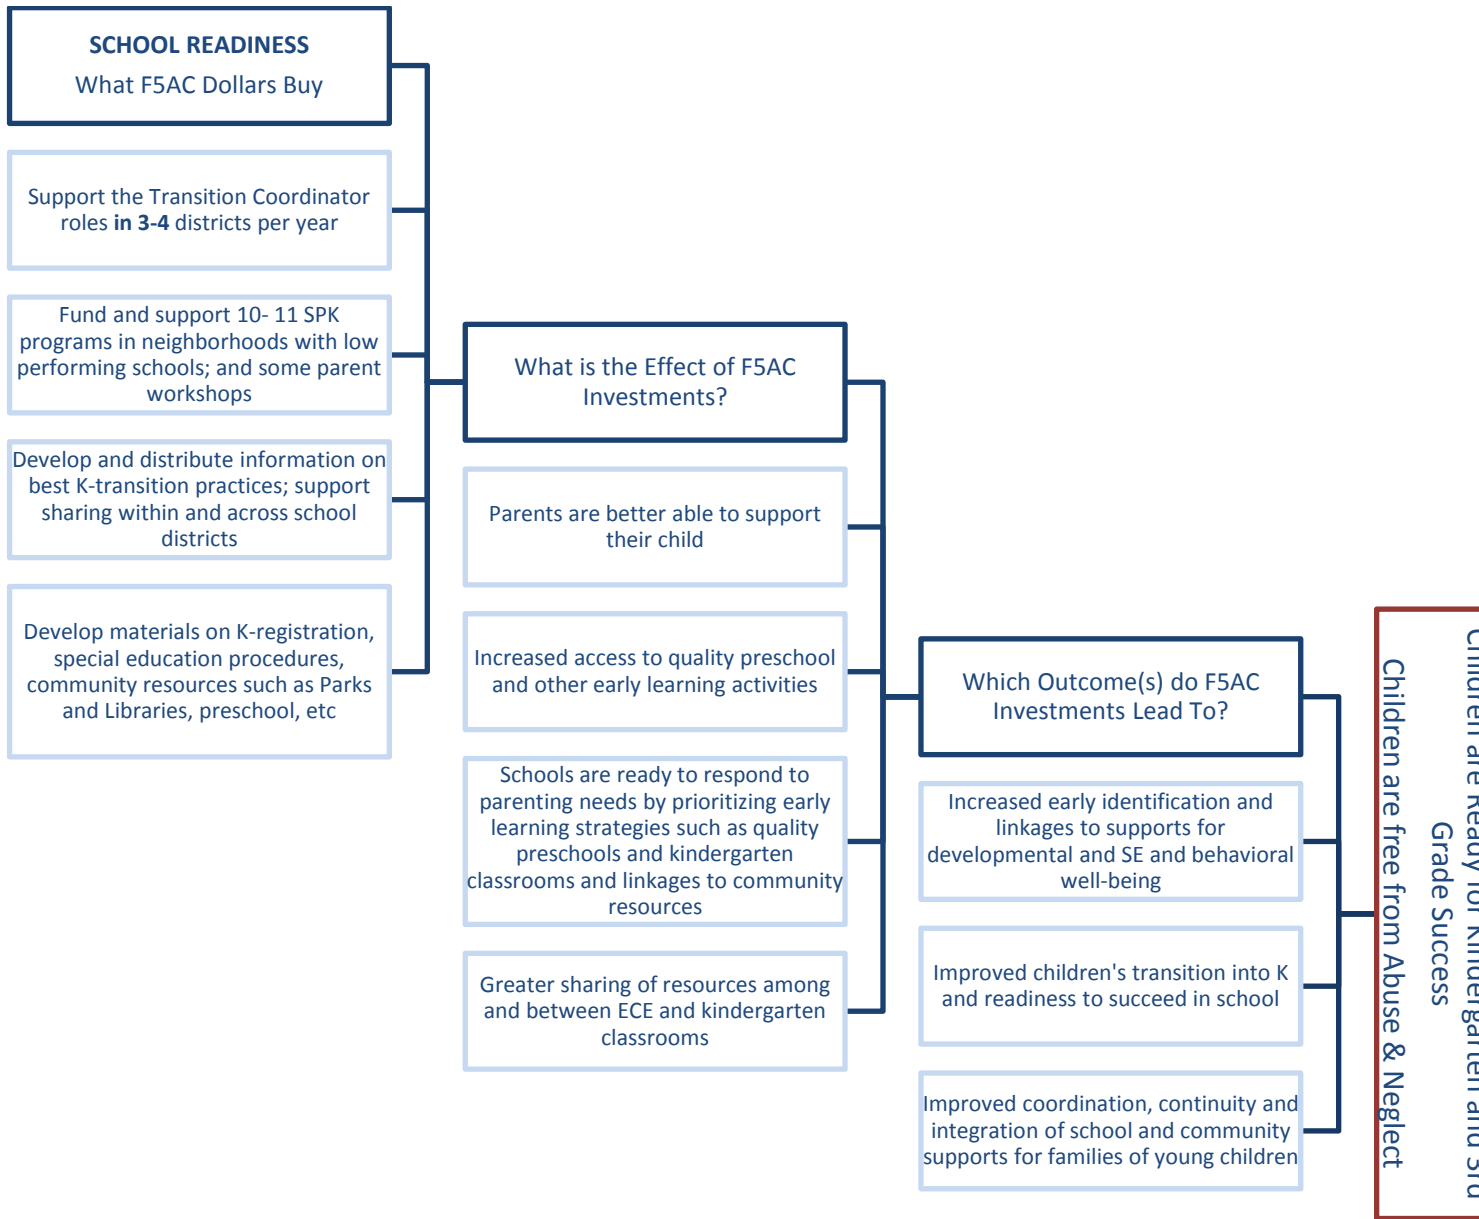 SCHOOL READINESS
What F5AC Dollars Buy
Support the Transition Coordinator
roles in 3-4 districts per year
Fund and support 10- 11 SPK
programs in neighborhoods with low
performing schools; and some parent
workshops
Develop and distribute information on
best K-transition practices; support
sharing within and across school
districts
Develop materials on K-registration,
special education procedures,
community resources such as Parks
and Libraries, preschool, etc
What is the Effect of F5AC
Investments?
Parents are better able to support
their child
Increased access to quality preschool
and other early learning activities
Schools are ready to respond to
parenting needs by prioritizing early
learning strategies such as quality
preschools and kindergarten
classrooms and linkages to community
resources
Greater sharing of resources among
and between ECE and kindergarten
classrooms
Which Outcome(s) do F5AC
Investments Lead To?
Increased early identification and
linkages to supports for
developmental and SE and behavioral
well-being
Improved children's transition into K
and readiness to succeed in school
Improved coordination, continuity and
integration of school and community
supports for families of young children
Children are Ready for Kindergarten and 3rd
Grade Success
Children are free from Abuse & Neglect